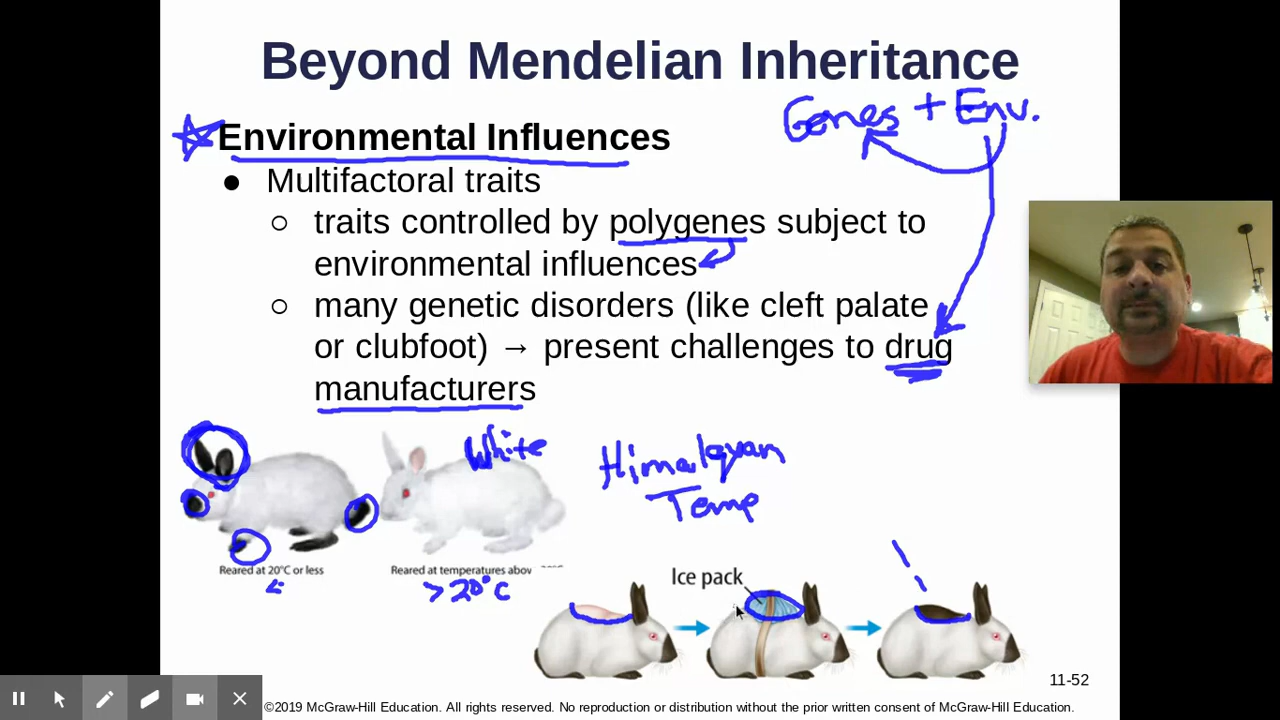 Beyond Mendelian Inheritance
Genes + Env.
Environmental Influences
● Multifactoral traits
○ traits controlled by polygenes subject to
environmental influences
○ many genetic disorders (like cleft palate
or clubfoot) → present challenges to drug
manufacturers
White
Himalayan
Temp
Reared at 20°C or less
Reared at temperatures above
> 20°C
Ice pack
11-52
©2019 McGraw-Hill Education. All rights reserved. No reproduction or distribution without the prior written consent of McGraw-Hill Education.